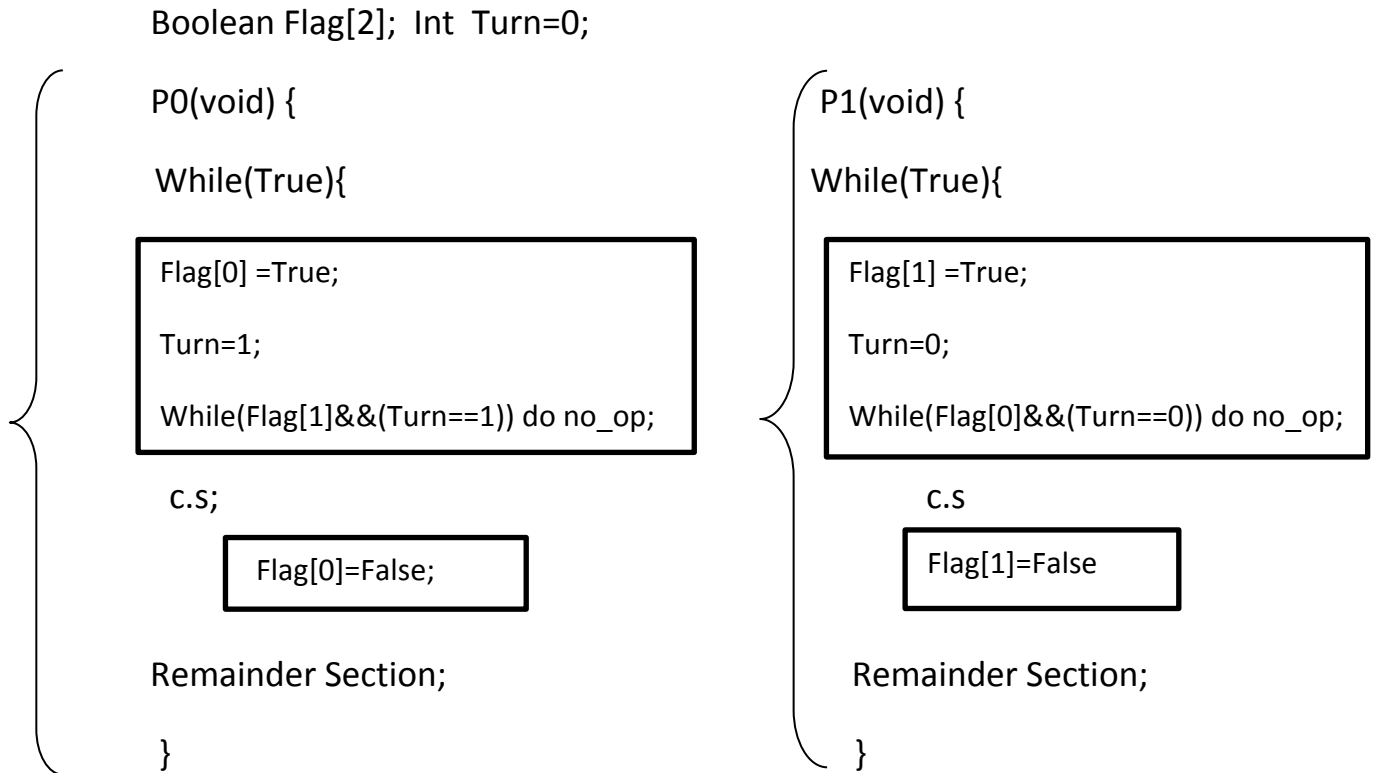 Boolean Flag[2]; Int Turn=0;
P0(void) {
While(True){
Flag[0] =True;
Turn=1;
While(Flag[1]&&(Turn==1)) do no_op;
c.s;
Flag[0]=False;
Remainder Section;
}
P1(void) {
While(True){
Flag[1] =True;
Turn=0;
While(Flag[0]&&(Turn==0)) do no_op;
c.s
Flag[1]=False
Remainder Section;
}